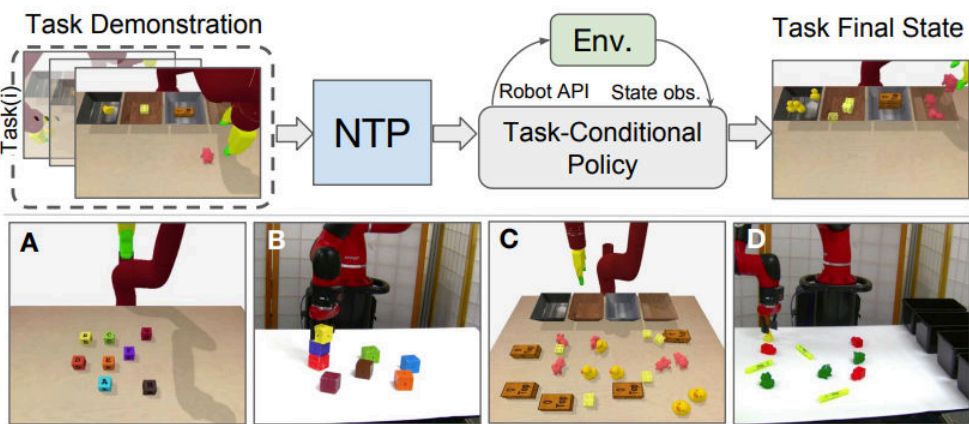 Task Demonstration
Task Final State
Task(i)
NTP
Env.
Robot API
State obs.
Task-Conditional
Policy
A
B
C
D